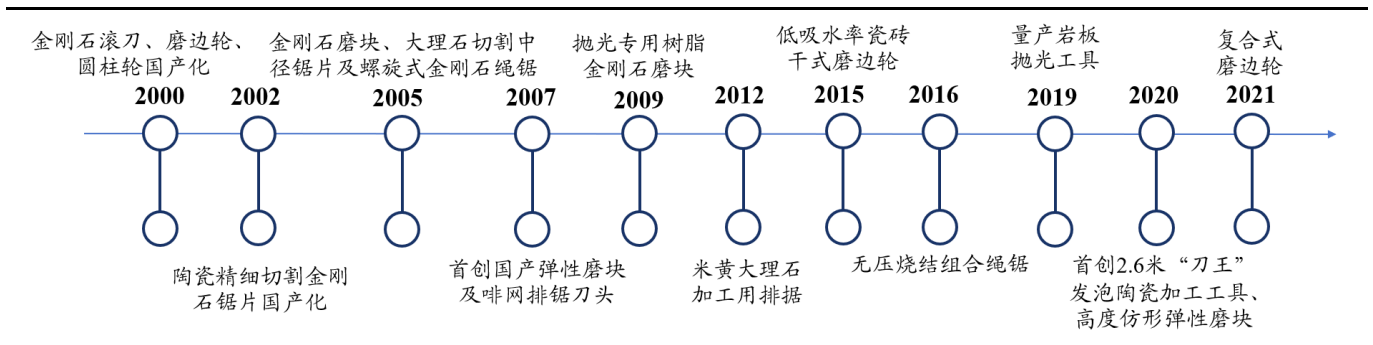 金刚石滚刀、磨边轮、
圆柱轮国产化
金刚石磨块、大理石切割中
径锯片及螺旋式金刚石绳锯
抛光专用树脂
金刚石磨块
低吸水率瓷砖
干式磨边轮
量产岩板
抛光工具
复合式
磨边轮
2000
2002
2005
2007
2009
2012
2015
2016
2019
2020
2021
陶瓷精细切割金刚
石锯片国产化
首创国产弹性磨块
及啡网排锯刀头
米黄大理石
加工用排据
无压烧结组合绳锯
首创2.6米“刀王”
发泡陶瓷加工工具、
高度仿形弹性磨块